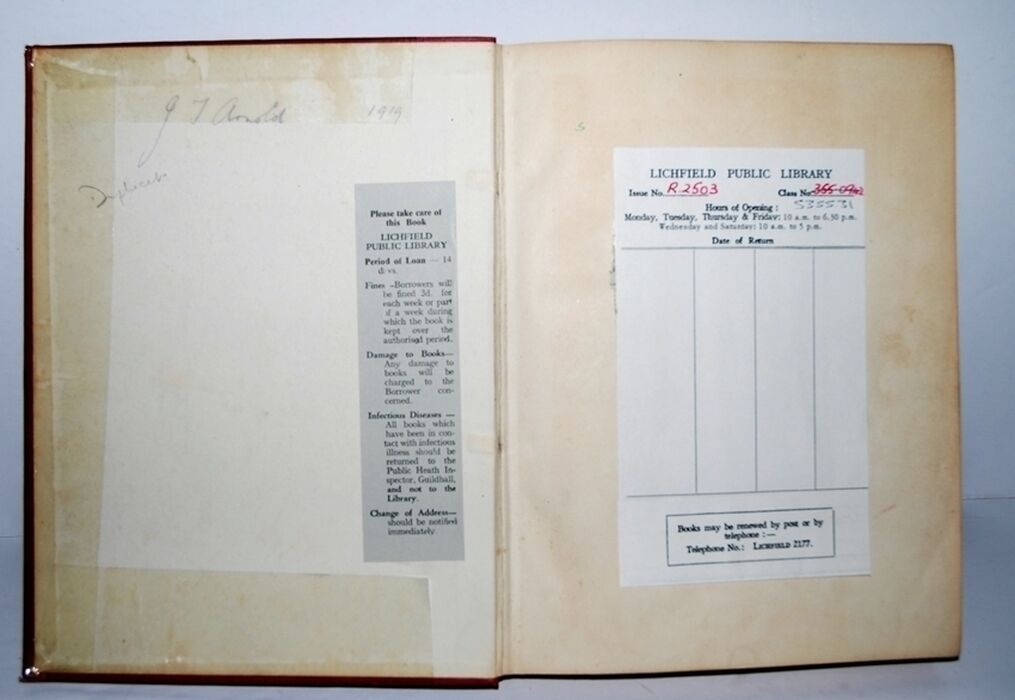 J T Arnold 1919
Duplicate
Please take care of
this Book
LICHFIELD
PUBLIC LIBRARY
Period of Loan — 14
days.
Fines -Borrowers will
be fined 3d. for
each week or part
of a week during
which the book is
kept over the
authorised period.
Damage to Books—
Any damage to
books will be
charged to the
Borrower con-
cerned.
Infectious Diseases —
All books which
have been in con-
tact with infectious
illness should be
returned to the
Public Heath In-
spector, Guildhall,
and not to the
Library.
Change of Address—
should be notified
immediately.
S
LICHFIELD PUBLIC LIBRARY
Issue No. R.2503 Class No. 355.0942
535531
Hours of Opening :
Monday, Tuesday, Thursday & Friday: 10 a.m. to 6.30 p.m.
Wednesday and Saturday: 10 a.m. to 5 p.m.
Date of Return
Books may be renewed by post or by
telephone :—
Telephone No.: LICHFIELD 2177.